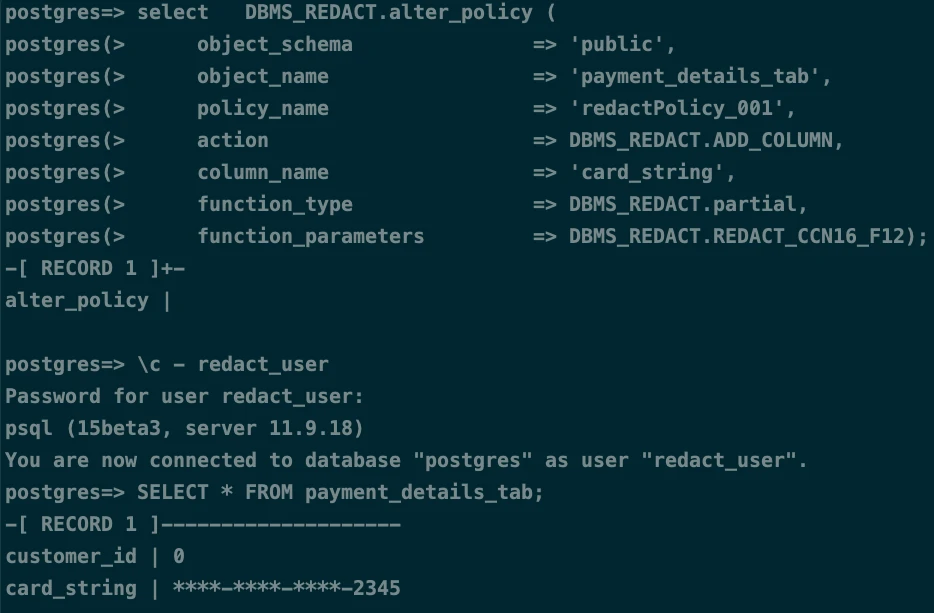 postgres=> select   DBMS_REDACT.alter_policy (
postgres(>      object_schema               => 'public',
postgres(>      object_name                 => 'payment_details_tab',
postgres(>      policy_name                 => 'redactPolicy_001',
postgres(>      action                      => DBMS_REDACT.ADD_COLUMN,
postgres(>      column_name                 => 'card_string',
postgres(>      function_type               => DBMS_REDACT.partial,
postgres(>      function_parameters         => DBMS_REDACT.REDACT_CCN16_F12);
-[ RECORD 1 ]+-
alter_policy |
postgres=> \c - redact_user
Password for user redact_user:
psql (15beta3, server 11.9.18)
You are now connected to database "postgres" as user "redact_user".
postgres=> SELECT * FROM payment_details_tab;
-[ RECORD 1 ]--------------------
customer_id | 0
card_string | ****-****-****-2345